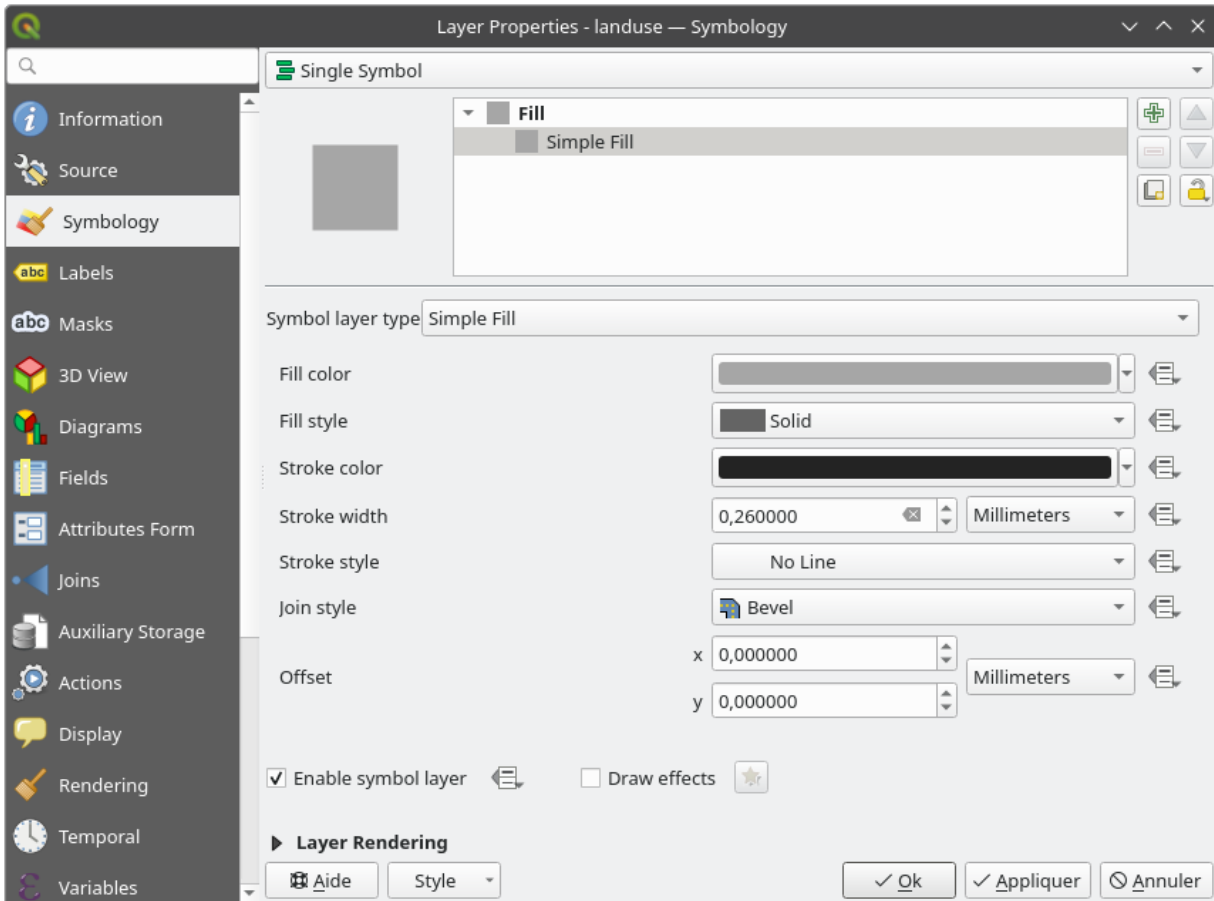 Layer Properties - landuse — Symbology
Single Symbol
Information
Source
Symbology
abc Labels
abc Masks
3D View
Diagrams
Fields
Attributes Form
Joins
Auxiliary Storage
Actions
Display
Rendering
Temporal
Variables
Fill
Simple Fill
Symbol layer type Simple Fill
Fill color
Fill style Solid
Stroke color
Stroke width 0,260000 Millimeters
Stroke style No Line
Join style Bevel
Offset x 0,000000 Millimeters
y 0,000000
Enable symbol layer Draw effects
Layer Rendering
Aide Style Ok Appliquer Annuler